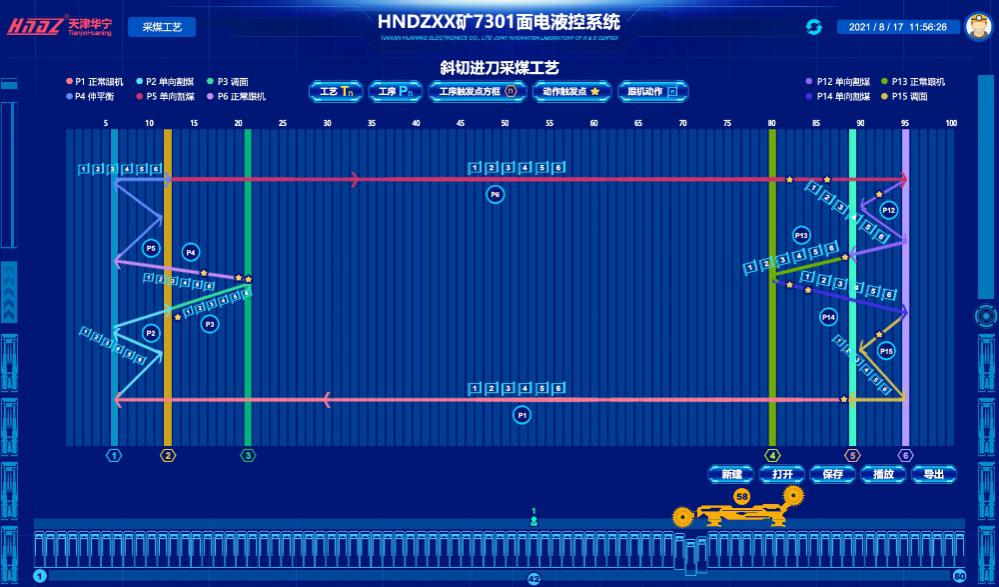 HNDZ 天津华宁
TianjinHuaning
采煤工艺
HNDZXX矿7301面电液控系统
TIANJIN HUANING ELECTRONICS CO., LTD JOINT INNOVATION LABORATORY OF R & D CENTER
2021 / 8 / 17 11:56:26
斜切进刀采煤工艺
P1 正常跟机 P2 单向割煤 P3 调面
P4 伸平衡 P5 单向割煤 P6 正常跟机
工艺 Tn 工序 Pn 工序触发点方框 n 动作触发点 跟机动作 n
P12 单向割煤 P13 正常跟机
P14 单向割煤 P15 调面
5 10 15 20 25 30 35 40 45 50 55 60 65 70 75 80 85 90 95 100
1 2 3 4 5 6
1 2 3 4 5 6
P6
1 2 3 4 5 6
P12
P5
P4
P13
1 2 3 4 5 6
1 2 3 4 5 6
1 2 3 4 5 6
1 2 3 4 5 6
P3
P2
P14
1 2 3 4 5 6
1 2 3 4 5 6
P15
1 2 3 4 5 6
P1
1 2 3 4 5 6
新建 打开 保存 播放 导出
58
1
1 42 80